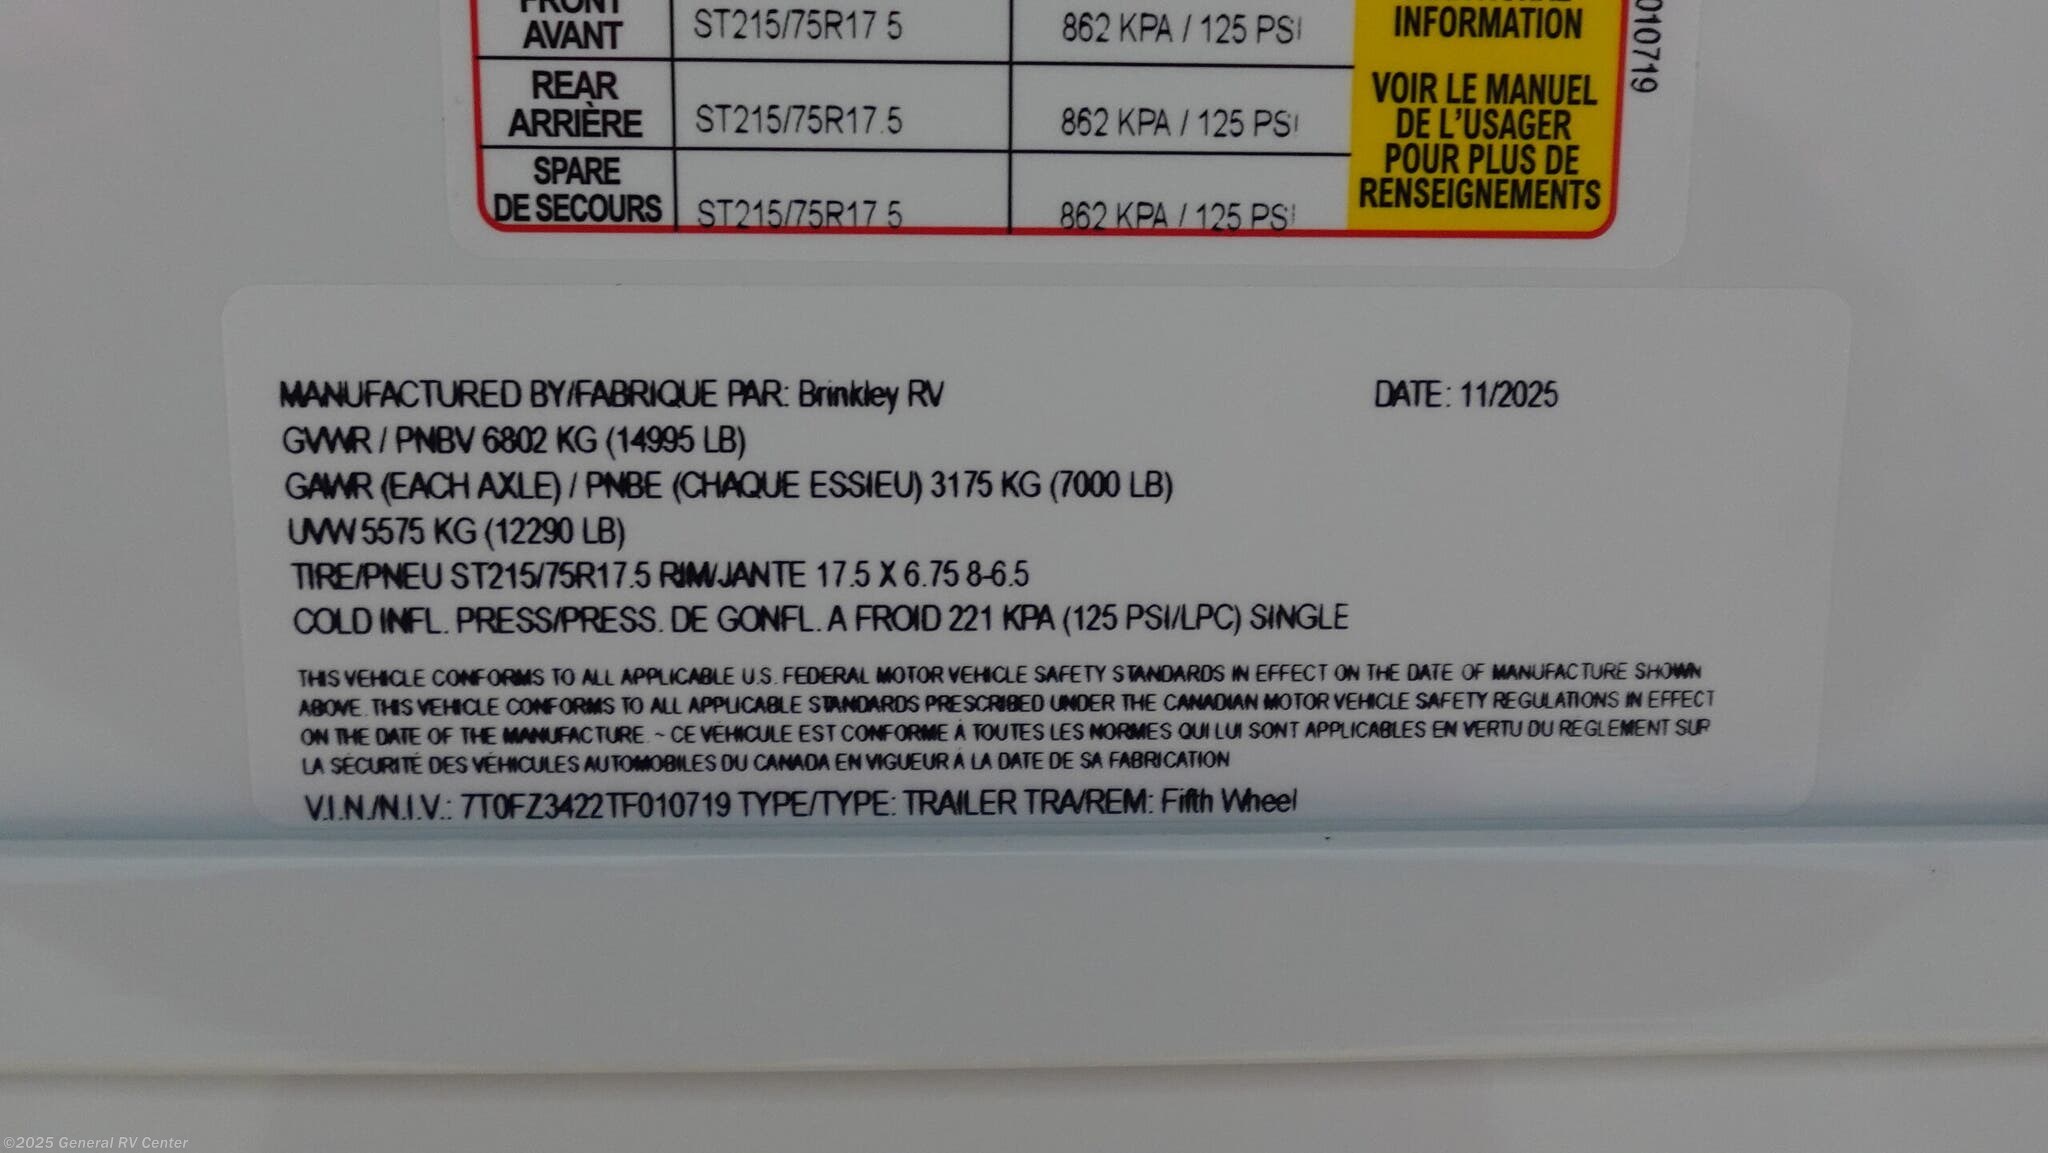 FRONT
AVANT
ST215/75R17 5
862 KPA / 125 PSI
INFORMATION
010719
REAR
ARRIÈRE
ST215/75R17.5
862 KPA / 125 PSI
VOIR LE MANUEL
DE L'USAGER
POUR PLUS DE
RENSEIGNEMENTS
SPARE
DE SECOURS
ST215/75R17 5
862 KPA / 125 PSI
MANUFACTURED BY/FABRIQUE PAR: Brinkley RV
DATE: 11/2025
GVWR / PNBV 6802 KG (14995 LB)
GAWR (EACH AXLE) / PNBE (CHAQUE ESSIEU) 3175 KG (7000 LB)
UVW 5575 KG (12290 LB)
TIRE/PNEU ST215/75R17.5 RIM/JANTE 17.5 X 6.75 8-6.5
COLD INFL. PRESS/PRESS. DE GONFL. A FROID 221 KPA (125 PSI/LPC) SINGLE
THIS VEHICLE CONFORMS TO ALL APPLICABLE U.S. FEDERAL MOTOR VEHICLE SAFETY STANDARDS IN EFFECT ON THE DATE OF MANUFACTURE SHOWN
ABOVE. THIS VEHICLE CONFORMS TO ALL APPLICABLE STANDARDS PRESCRIBED UNDER THE CANADIAN MOTOR VEHICLE SAFETY REGULATIONS IN EFFECT
ON THE DATE OF THE MANUFACTURE. ~ CE VÉHICULE EST CONFORME À TOUTES LES NORMES QUI LUI SONT APPLICABLES EN VERTU DU RÈGLEMENT SUR
LA SÉCURITÉ DES VÉHICULES AUTOMOBILES DU CANADA EN VIGUEUR À LA DATE DE SA FABRICATION
V.I.N./N.I.V.: 7T0FZ3422TF010719 TYPE/TYPE: TRAILER TRA/REM: Fifth Wheel
©2025 General RV Center